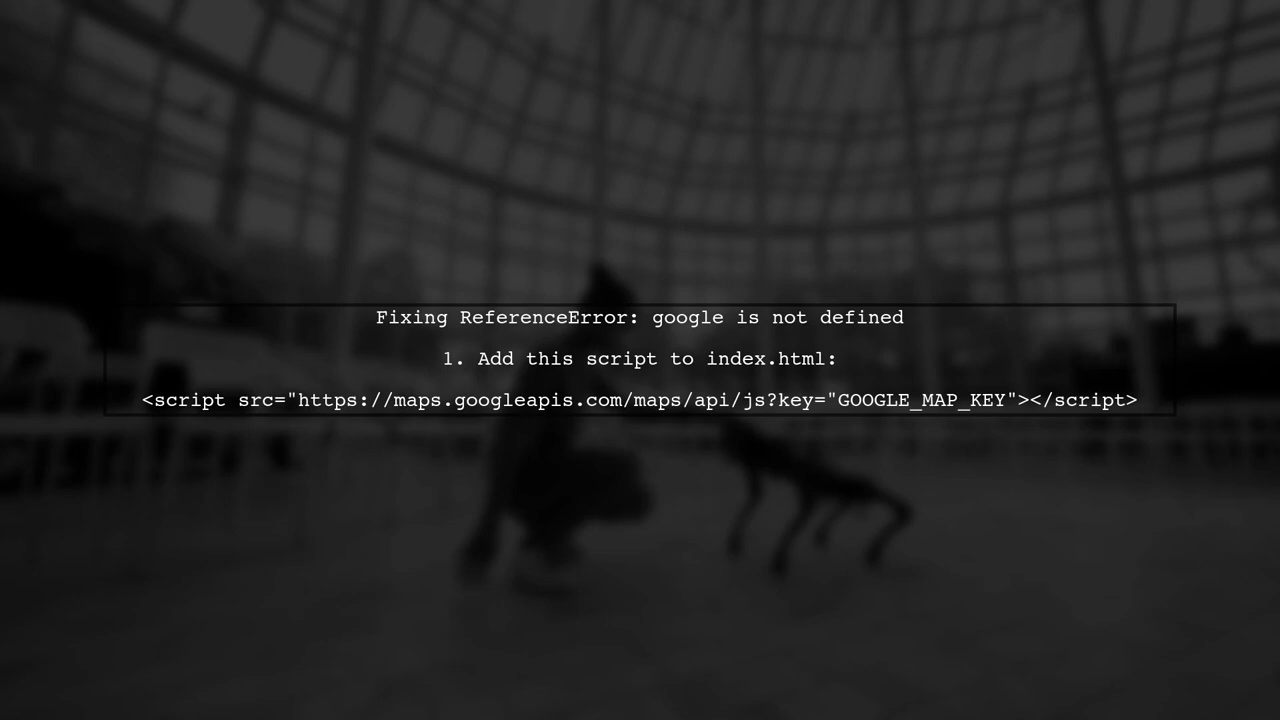 Fixing ReferenceError: google is not defined
1. Add this script to index.html:
<script src="https://maps.googleapis.com/maps/api/js?key="GOOGLE_MAP_KEY"></script>